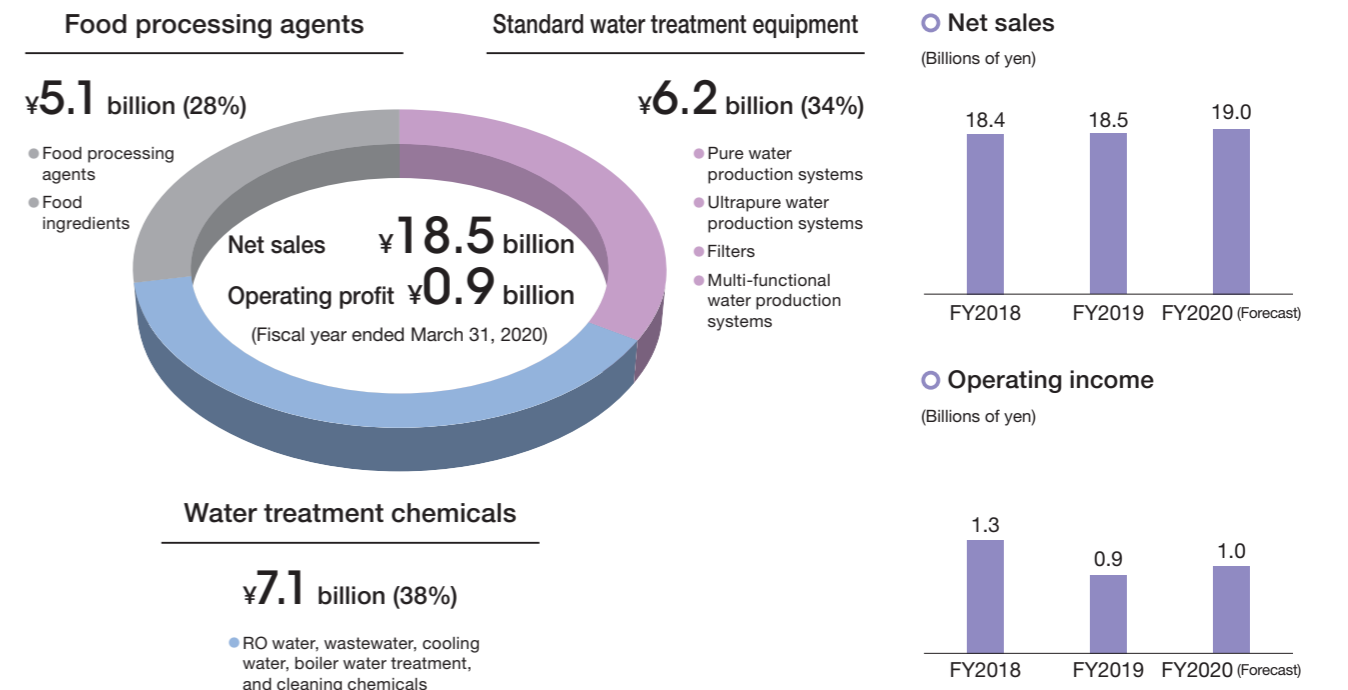 Food processing agents
¥5.1 billion (28%)
Food processing
agents
Food
ingredients
Standard water treatment equipment
¥6.2 billion (34%)
Pure water
production systems
Ultrapure water
production systems
Filters
Multi-functional
water production
systems
Net sales ¥18.5 billion
Operating profit ¥0.9 billion
(Fiscal year ended March 31, 2020)
Water treatment chemicals
¥7.1 billion (38%)
RO water, wastewater, cooling
water, boiler water treatment,
and cleaning chemicals
Net sales
(Billions of yen)
18.4 18.5 19.0
FY2018 FY2019 FY2020 (Forecast)
Operating income
(Billions of yen)
1.3 0.9 1.0
FY2018 FY2019 FY2020 (Forecast)